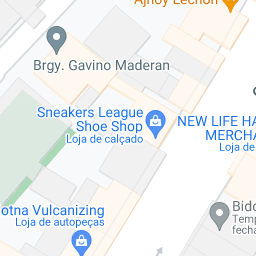 Ajhoy Lechon
Brgy. Gavino Maderan
Sneakers League
Shoe Shop
Loja de calçado
NEW LIFE HA
MERCHA
Loja de
otna Vulcanizing
Loja de autopeças
Bido
Temp
fecha